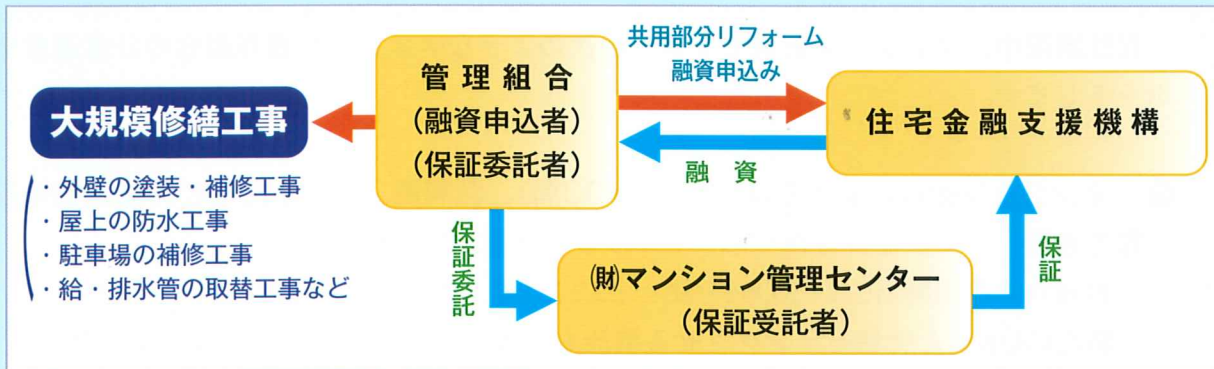 共用部分リフォーム
融資申込み
管理組合
(融資申込者)
(保証委託者)
住宅金融支援機構
大規模修繕工事
融資
・外壁の塗装・補修工事
・屋上の防水工事
・駐車場の補修工事
・給・排水管の取替工事など
保証委託
㈶マンション管理センター
(保証受託者)
保証